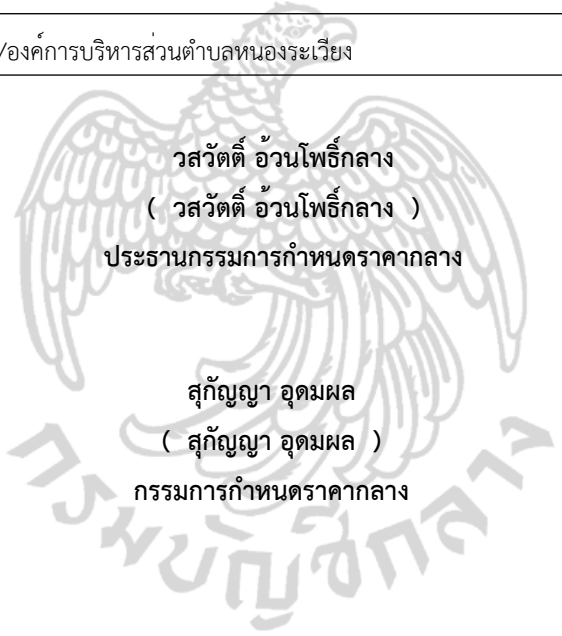 /องค์การบริหารส่วนตำบลหนองระเวียง
วสวัตติ์ อ้วนโพธิ์กลาง
( วสวัตติ์ อ้วนโพธิ์กลาง )
ประธานกรรมการกำหนดราคากลาง
สุกัญญา อุดมผล
( สุกัญญา อุดมผล )
กรรมการกำหนดราคากลาง
กรมบัญชีกลาง